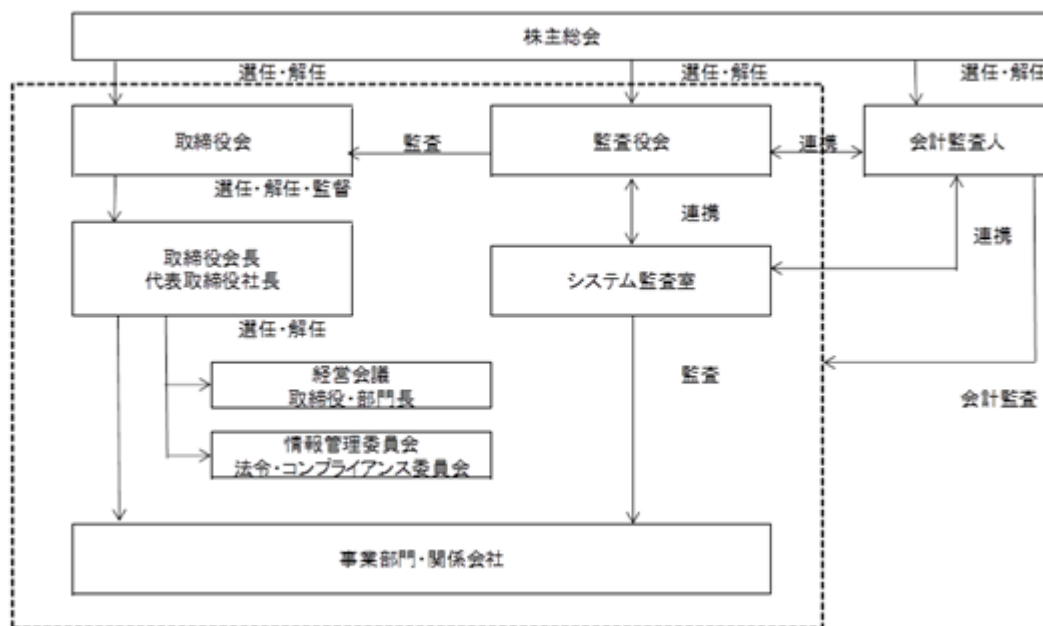 株主総会
選任・解任
選任・解任
選任・解任
取締役会
監査
監査役会
連携
会計監査人
選任・解任・監督
連携
連携
取締役会長
代表取締役社長
システム監査室
選任・解任
経営会議
取締役・部門長
監査
会計監査
情報管理委員会
法令・コンプライアンス委員会
事業部門・関係会社